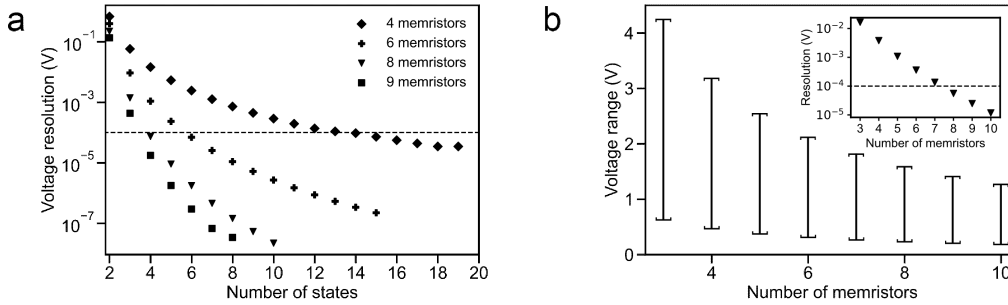 a
Voltage resolution (V)
10⁻¹
10⁻³
10⁻⁵
10⁻⁷
4 memristors
6 memristors
8 memristors
9 memristors
2 4 6 8 10 12 14 16 18 20
Number of states
b
Voltage range (V)
4
3
2
1
0
4 6 8 10
Number of memristors
Resolution (V)
10⁻²
10⁻³
10⁻⁴
10⁻⁵
3 4 5 6 7 8 9 10
Number of memristors